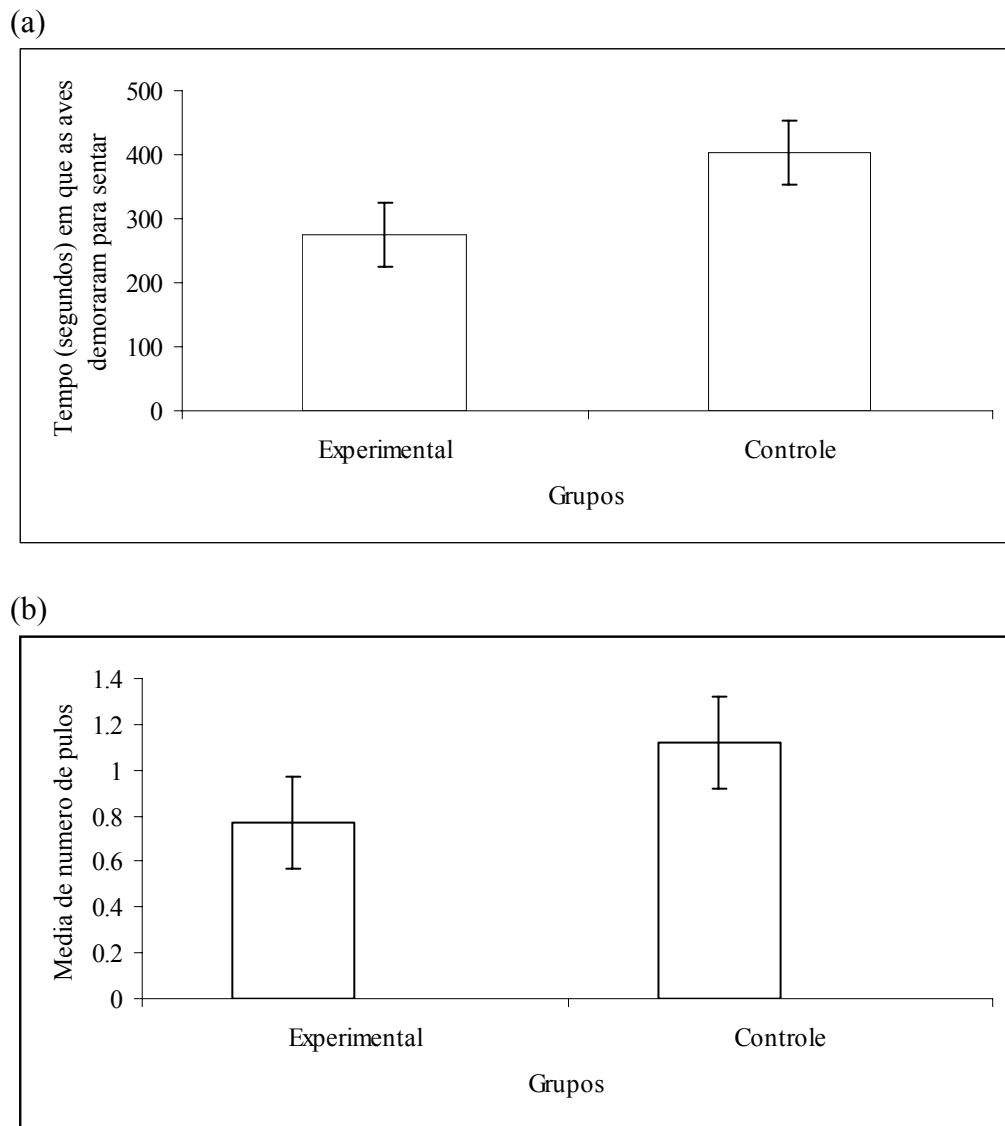 (a)
Tempo (segundos) em que as aves
demoraram para sentar
500
400
300
200
100
0
Experimental
Controle
Grupos
(b)
Media de numero de pulos
1.4
1.2
1
0.8
0.6
0.4
0.2
0
Experimental
Controle
Grupos